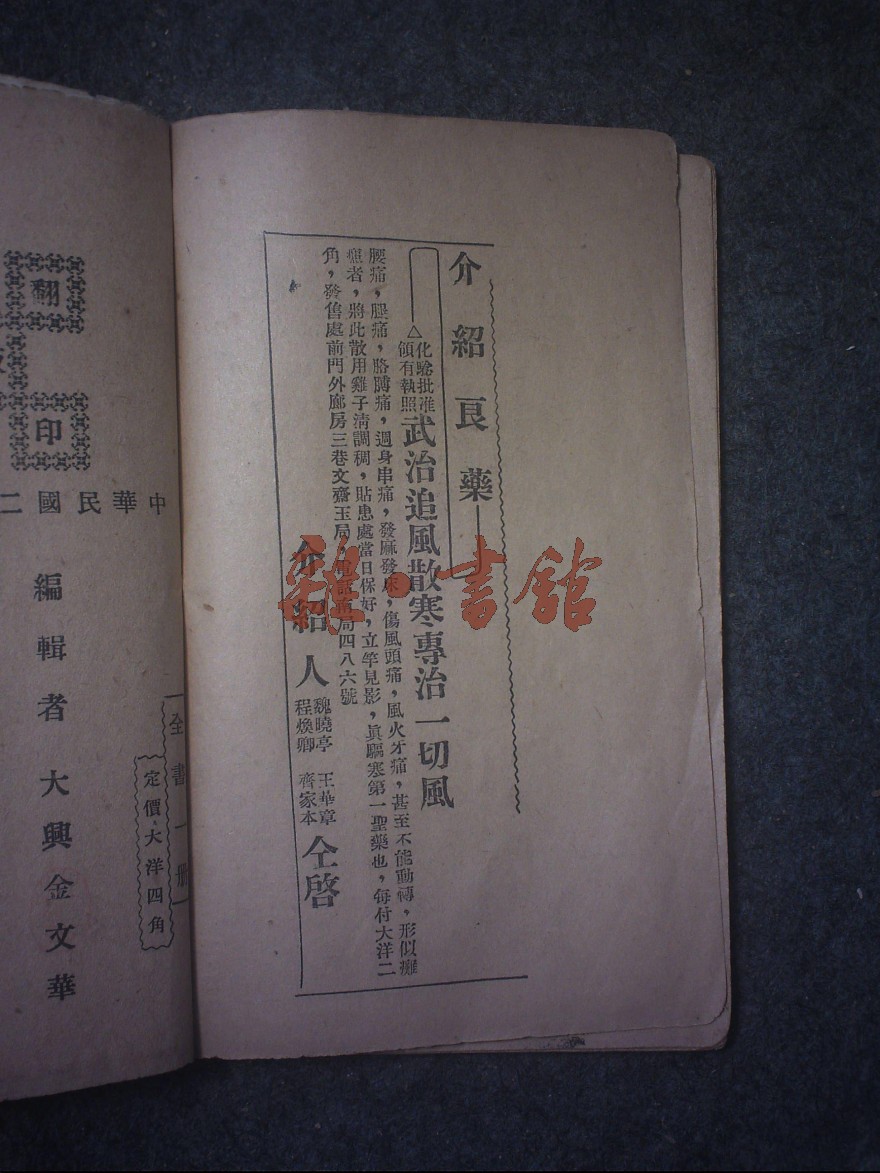 介紹良藥
化驗批准
領有執照
武治追風散寒專治一切風
腰痛，腿痛，胳膊痛，週身串痛，發麻發木，傷風頭痛，風火牙痛，甚至不能動轉，形似癱
瘓者，將此散用雞子清調稠，貼患處當日保好，立竿見影，眞驅寒第一聖藥也，每付大洋二
角，發售處前門外廊房三巷文齋玉局，電話南局四八六號
介紹人
魏曉亭 王華章
程煥卿 齊家本
仝啓
雜·書館
全書一册
定價大洋四角
翻
印
中華民國二
編輯者 大興金文華